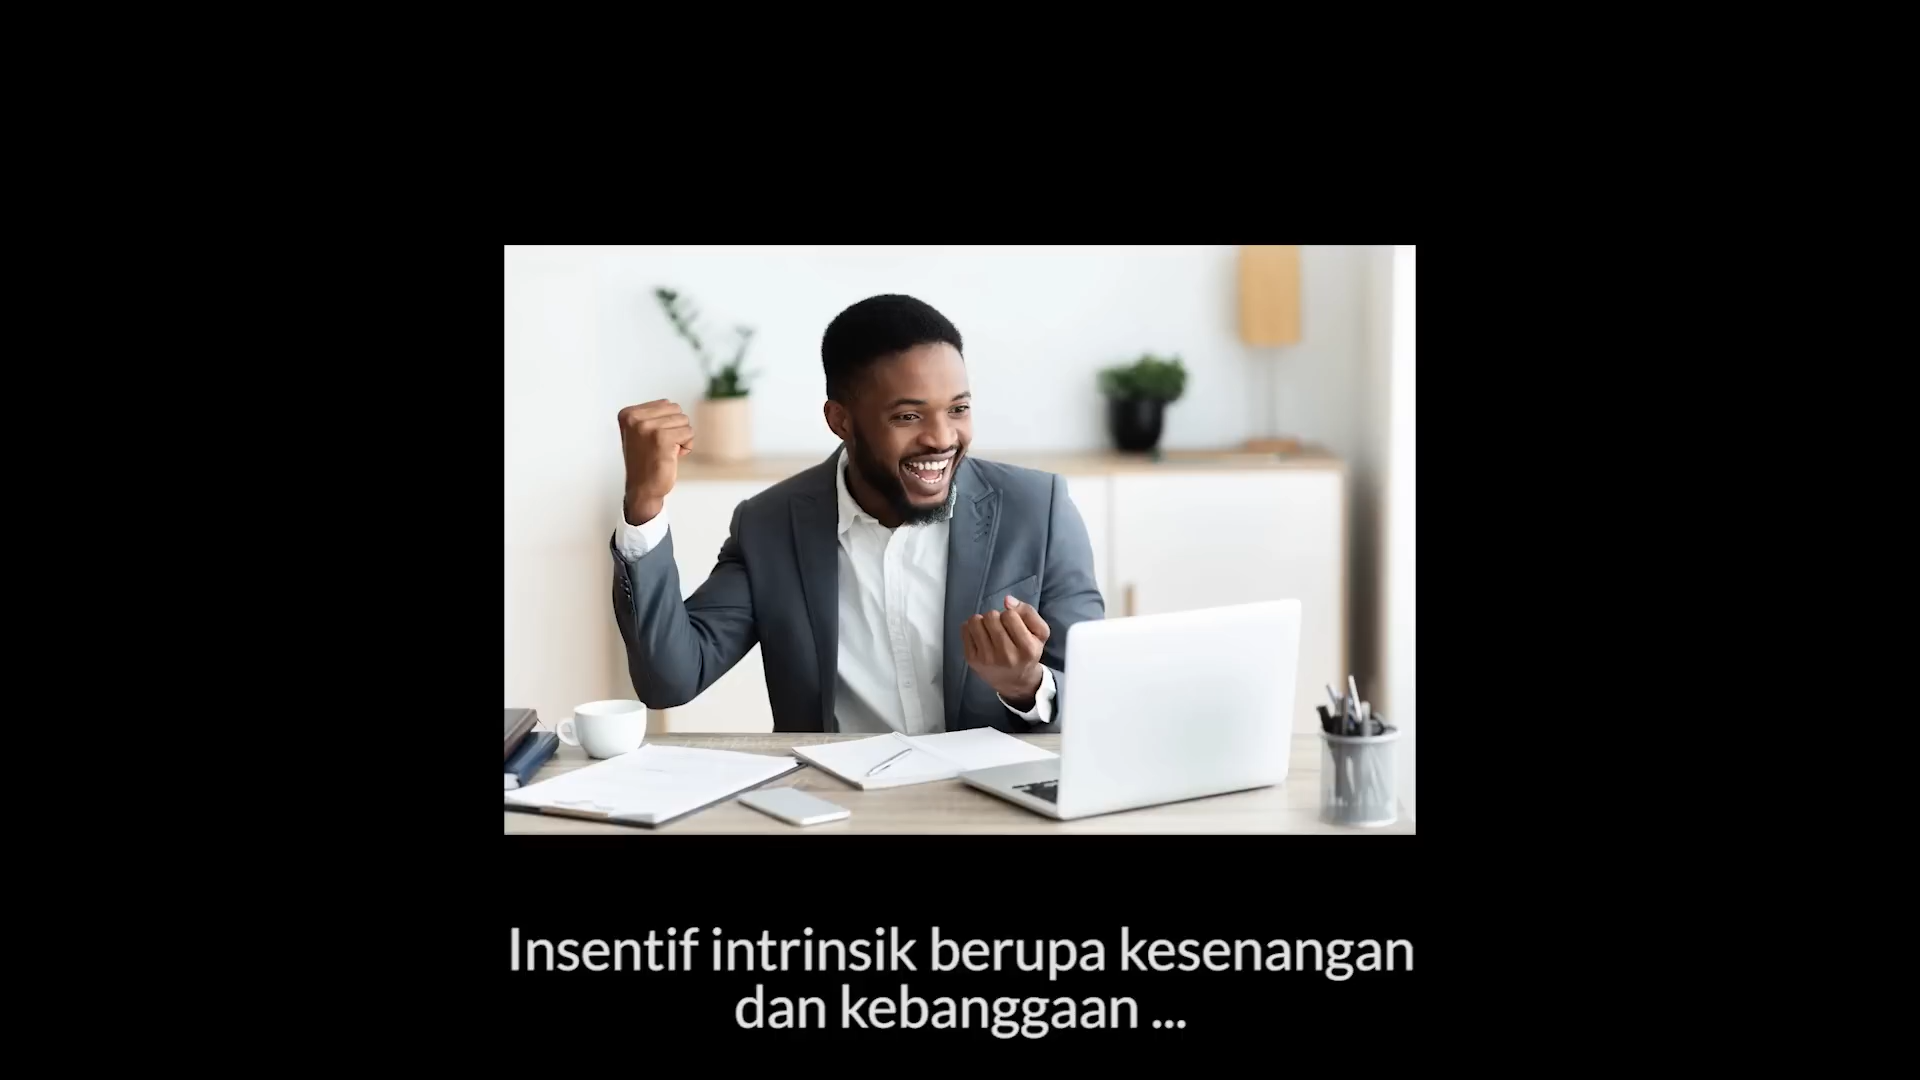 Insentif intrinsik berupa kesenangan
dan kebanggaan ...